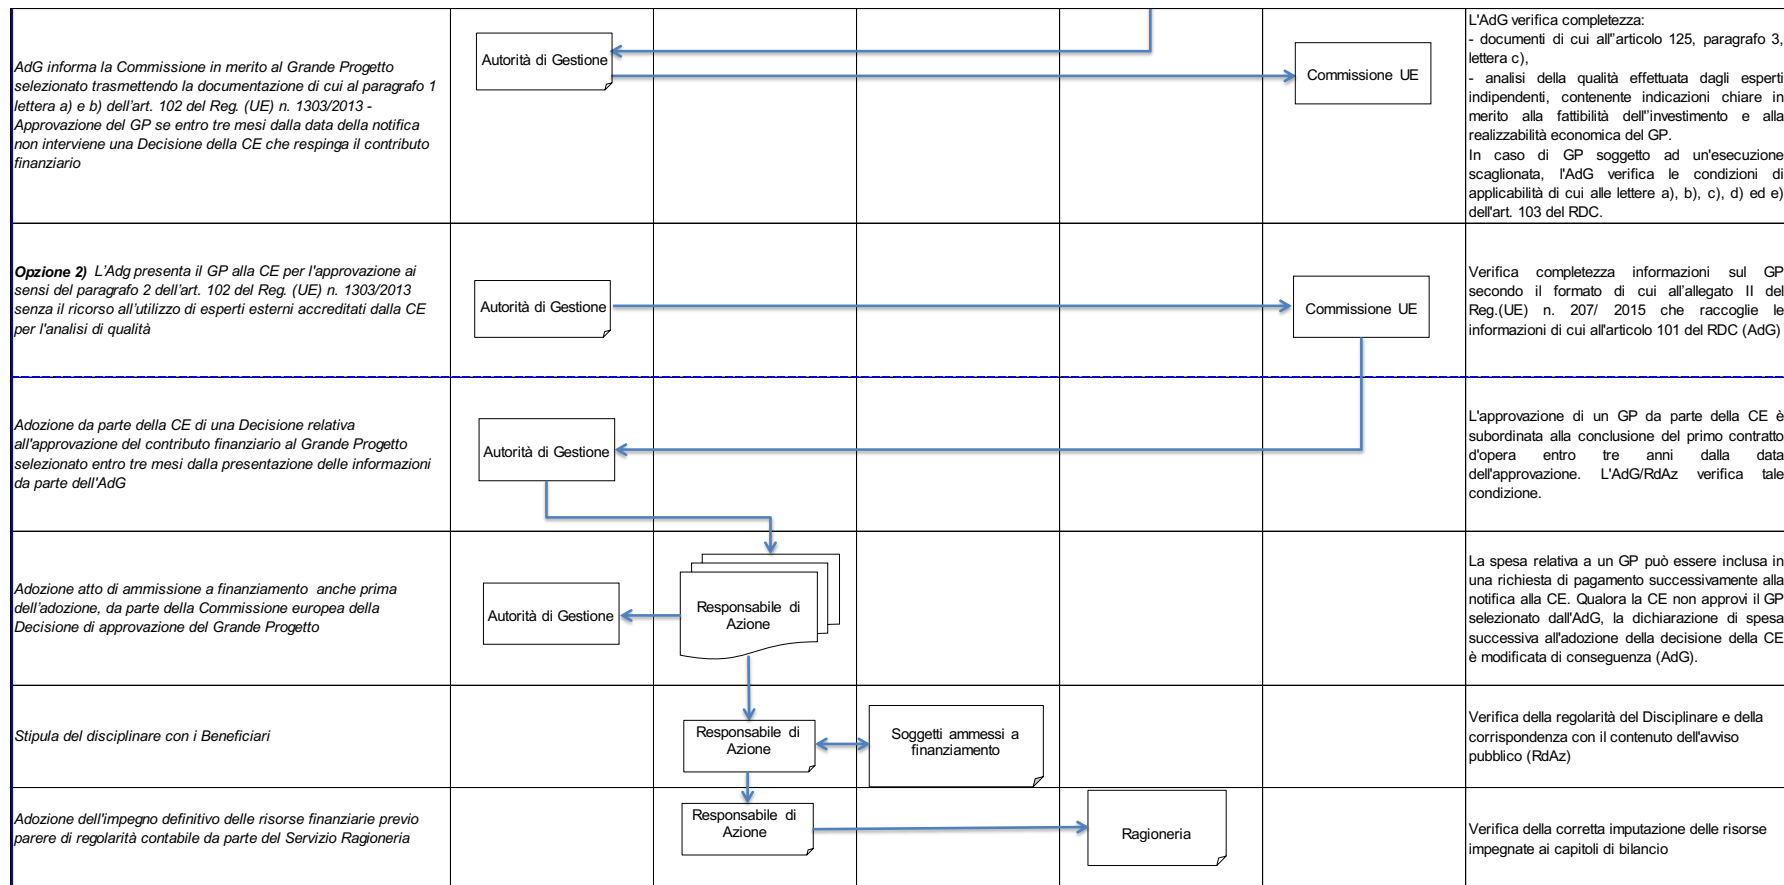 AdG informa la Commissione in merito al Grande Progetto
selezionato trasmettendo la documentazione di cui al paragrafo 1
lettera a) e b) dell'art. 102 del Reg. (UE) n. 1303/2013 -
Approvazione del GP se entro tre mesi dalla data della notifica
non interviene una Decisione della CE che respinga il contributo
finanziario
Autorità di Gestione
Commissione UE
L'AdG verifica completezza:
- documenti di cui all"articolo 125, paragrafo 3,
lettera c),
- analisi della qualità effettuata dagli esperti
indipendenti, contenente indicazioni chiare in
merito alla fattibilità dell"investimento e alla
realizzabilità economica del GP.
In caso di GP soggetto ad un'esecuzione
scaglionata, l'AdG verifica le condizioni di
applicabilità di cui alle lettere a), b), c), d) ed e)
dell'art. 103 del RDC.
Opzione 2) L'Adg presenta il GP alla CE per l'approvazione ai
sensi del paragrafo 2 dell'art. 102 del Reg. (UE) n. 1303/2013
senza il ricorso all'utilizzo di esperti esterni accreditati dalla CE
per l'analisi di qualità
Autorità di Gestione
Commissione UE
Verifica completezza informazioni sul GP
secondo il formato di cui all'allegato II del
Reg.(UE) n. 207/ 2015 che raccoglie le
informazioni di cui all'articolo 101 del RDC (AdG)
Adozione da parte della CE di una Decisione relativa
all'approvazione del contributo finanziario al Grande Progetto
selezionato entro tre mesi dalla presentazione delle informazioni
da parte dell'AdG
Autorità di Gestione
L'approvazione di un GP da parte della CE è
subordinata alla conclusione del primo contratto
d'opera entro tre anni dalla data
dell'approvazione. L'AdG/RdAz verifica tale
condizione.
Adozione atto di ammissione a finanziamento anche prima
dell'adozione, da parte della Commissione europea della
Decisione di approvazione del Grande Progetto
Autorità di Gestione
Responsabile di
Azione
La spesa relativa a un GP può essere inclusa in
una richiesta di pagamento successivamente alla
notifica alla CE. Qualora la CE non approvi il GP
selezionato dall'AdG, la dichiarazione di spesa
successiva all'adozione della decisione della CE
è modificata di conseguenza (AdG).
Stipula del disciplinare con i Beneficiari
Responsabile di
Azione
Soggetti ammessi a
finanziamento
Verifica della regolarità del Disciplinare e della
corrispondenza con il contenuto dell'avviso
pubblico (RdAz)
Adozione dell'impegno definitivo delle risorse finanziarie previo
parere di regolarità contabile da parte del Servizio Ragioneria
Responsabile di
Azione
Ragioneria
Verifica della corretta imputazione delle risorse
impegnate ai capitoli di bilancio